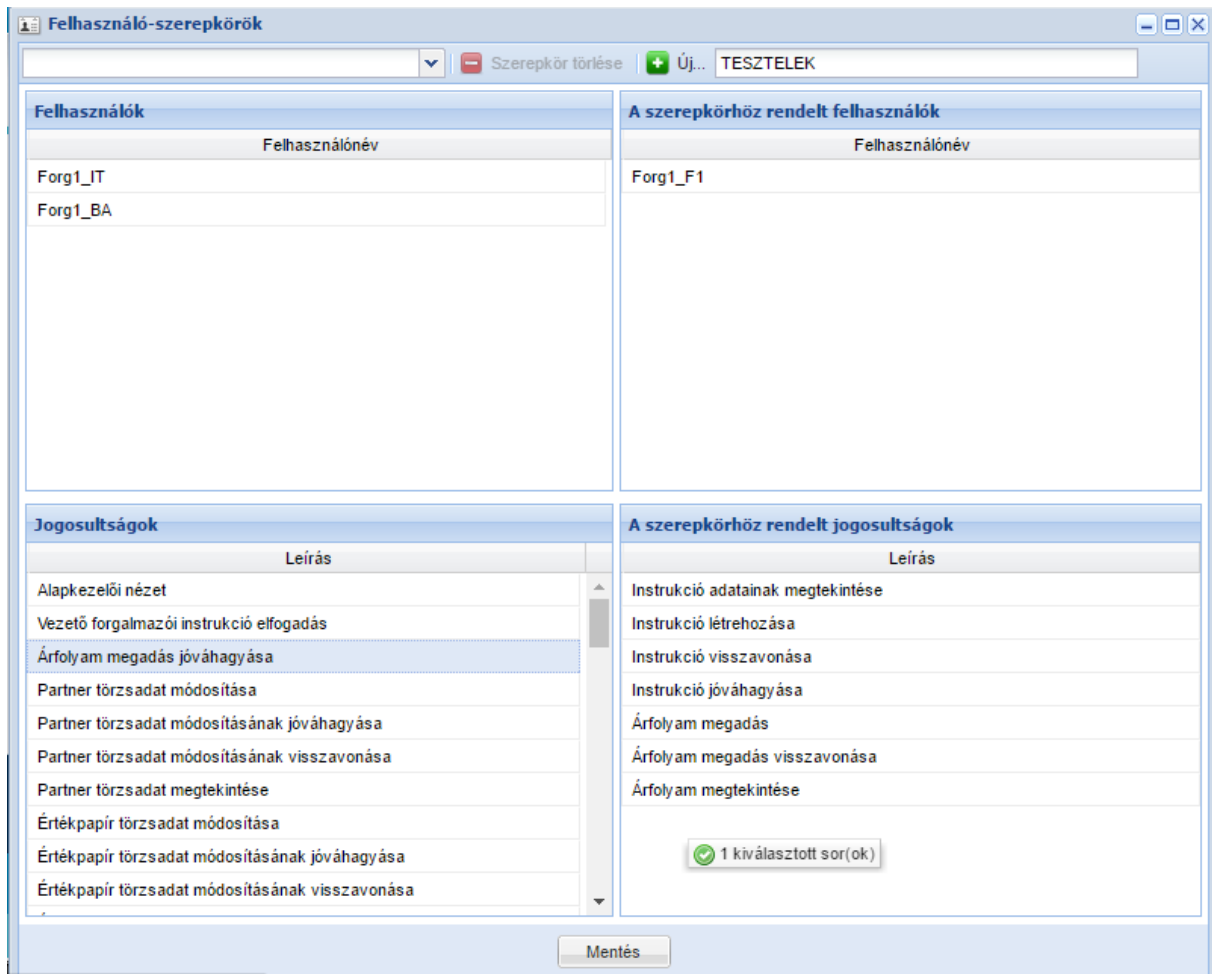 Felhasználó-szerepkörök
Szerepkör törlése Új... TESZTELEK
Felhasználók
Felhasználónév
Forg1_IT
Forg1_BA
A szerepkörhöz rendelt felhasználók
Felhasználónév
Forg1_F1
Jogosultságok
Leírás
Alapkezelői nézet
Vezető forgalmazói instrukció elfogadás
Árfolyam megadás jóváhagyása
Partner törzsadat módosítása
Partner törzsadat módosításának jóváhagyása
Partner törzsadat módosításának visszavonása
Partner törzsadat megtekintése
Értékpapír törzsadat módosítása
Értékpapír törzsadat módosításának jóváhagyása
Értékpapír törzsadat módosításának visszavonása
A szerepkörhöz rendelt jogosultságok
Leírás
Instrukció adatainak megtekintése
Instrukció létrehozása
Instrukció visszavonása
Instrukció jóváhagyása
Árfolyam megadás
Árfolyam megadás visszavonása
Árfolyam megtekintése
1 kiválasztott sor(ok)
Mentés